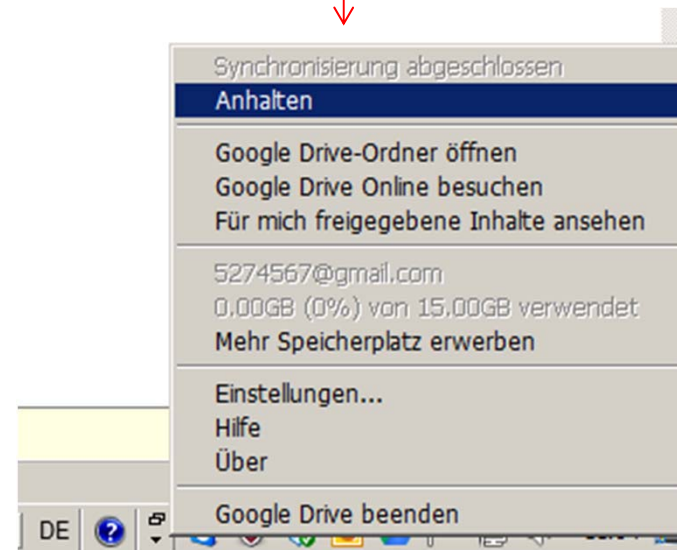 Synchronisierung abgeschlossen
Anhalten
Google Drive-Ordner öffnen
Google Drive Online besuchen
Für mich freigegebene Inhalte ansehen
5274567@gmail.com
0.00GB (0%) von 15.00GB verwendet
Mehr Speicherplatz erwerben
Einstellungen...
Hilfe
Über
Google Drive beenden
DE